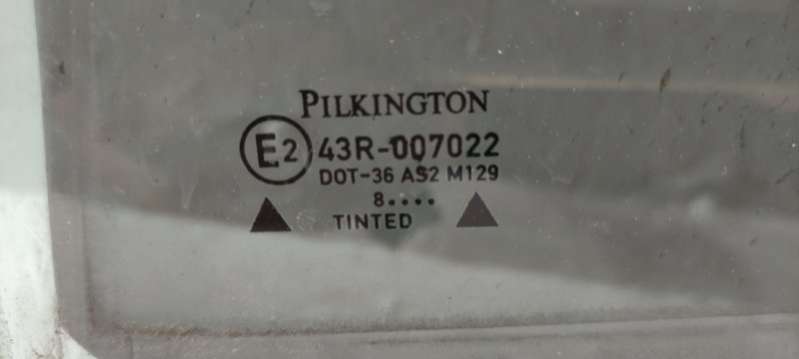 PILKINGTON
E2 43R-007022
DOT-36 AS2 M129
8....
TINTED